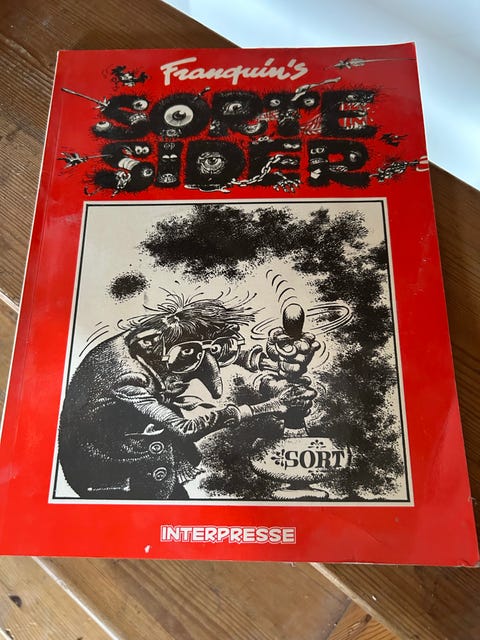 Franquin's
SORTE
SIDER
SORT
INTERPRESSE